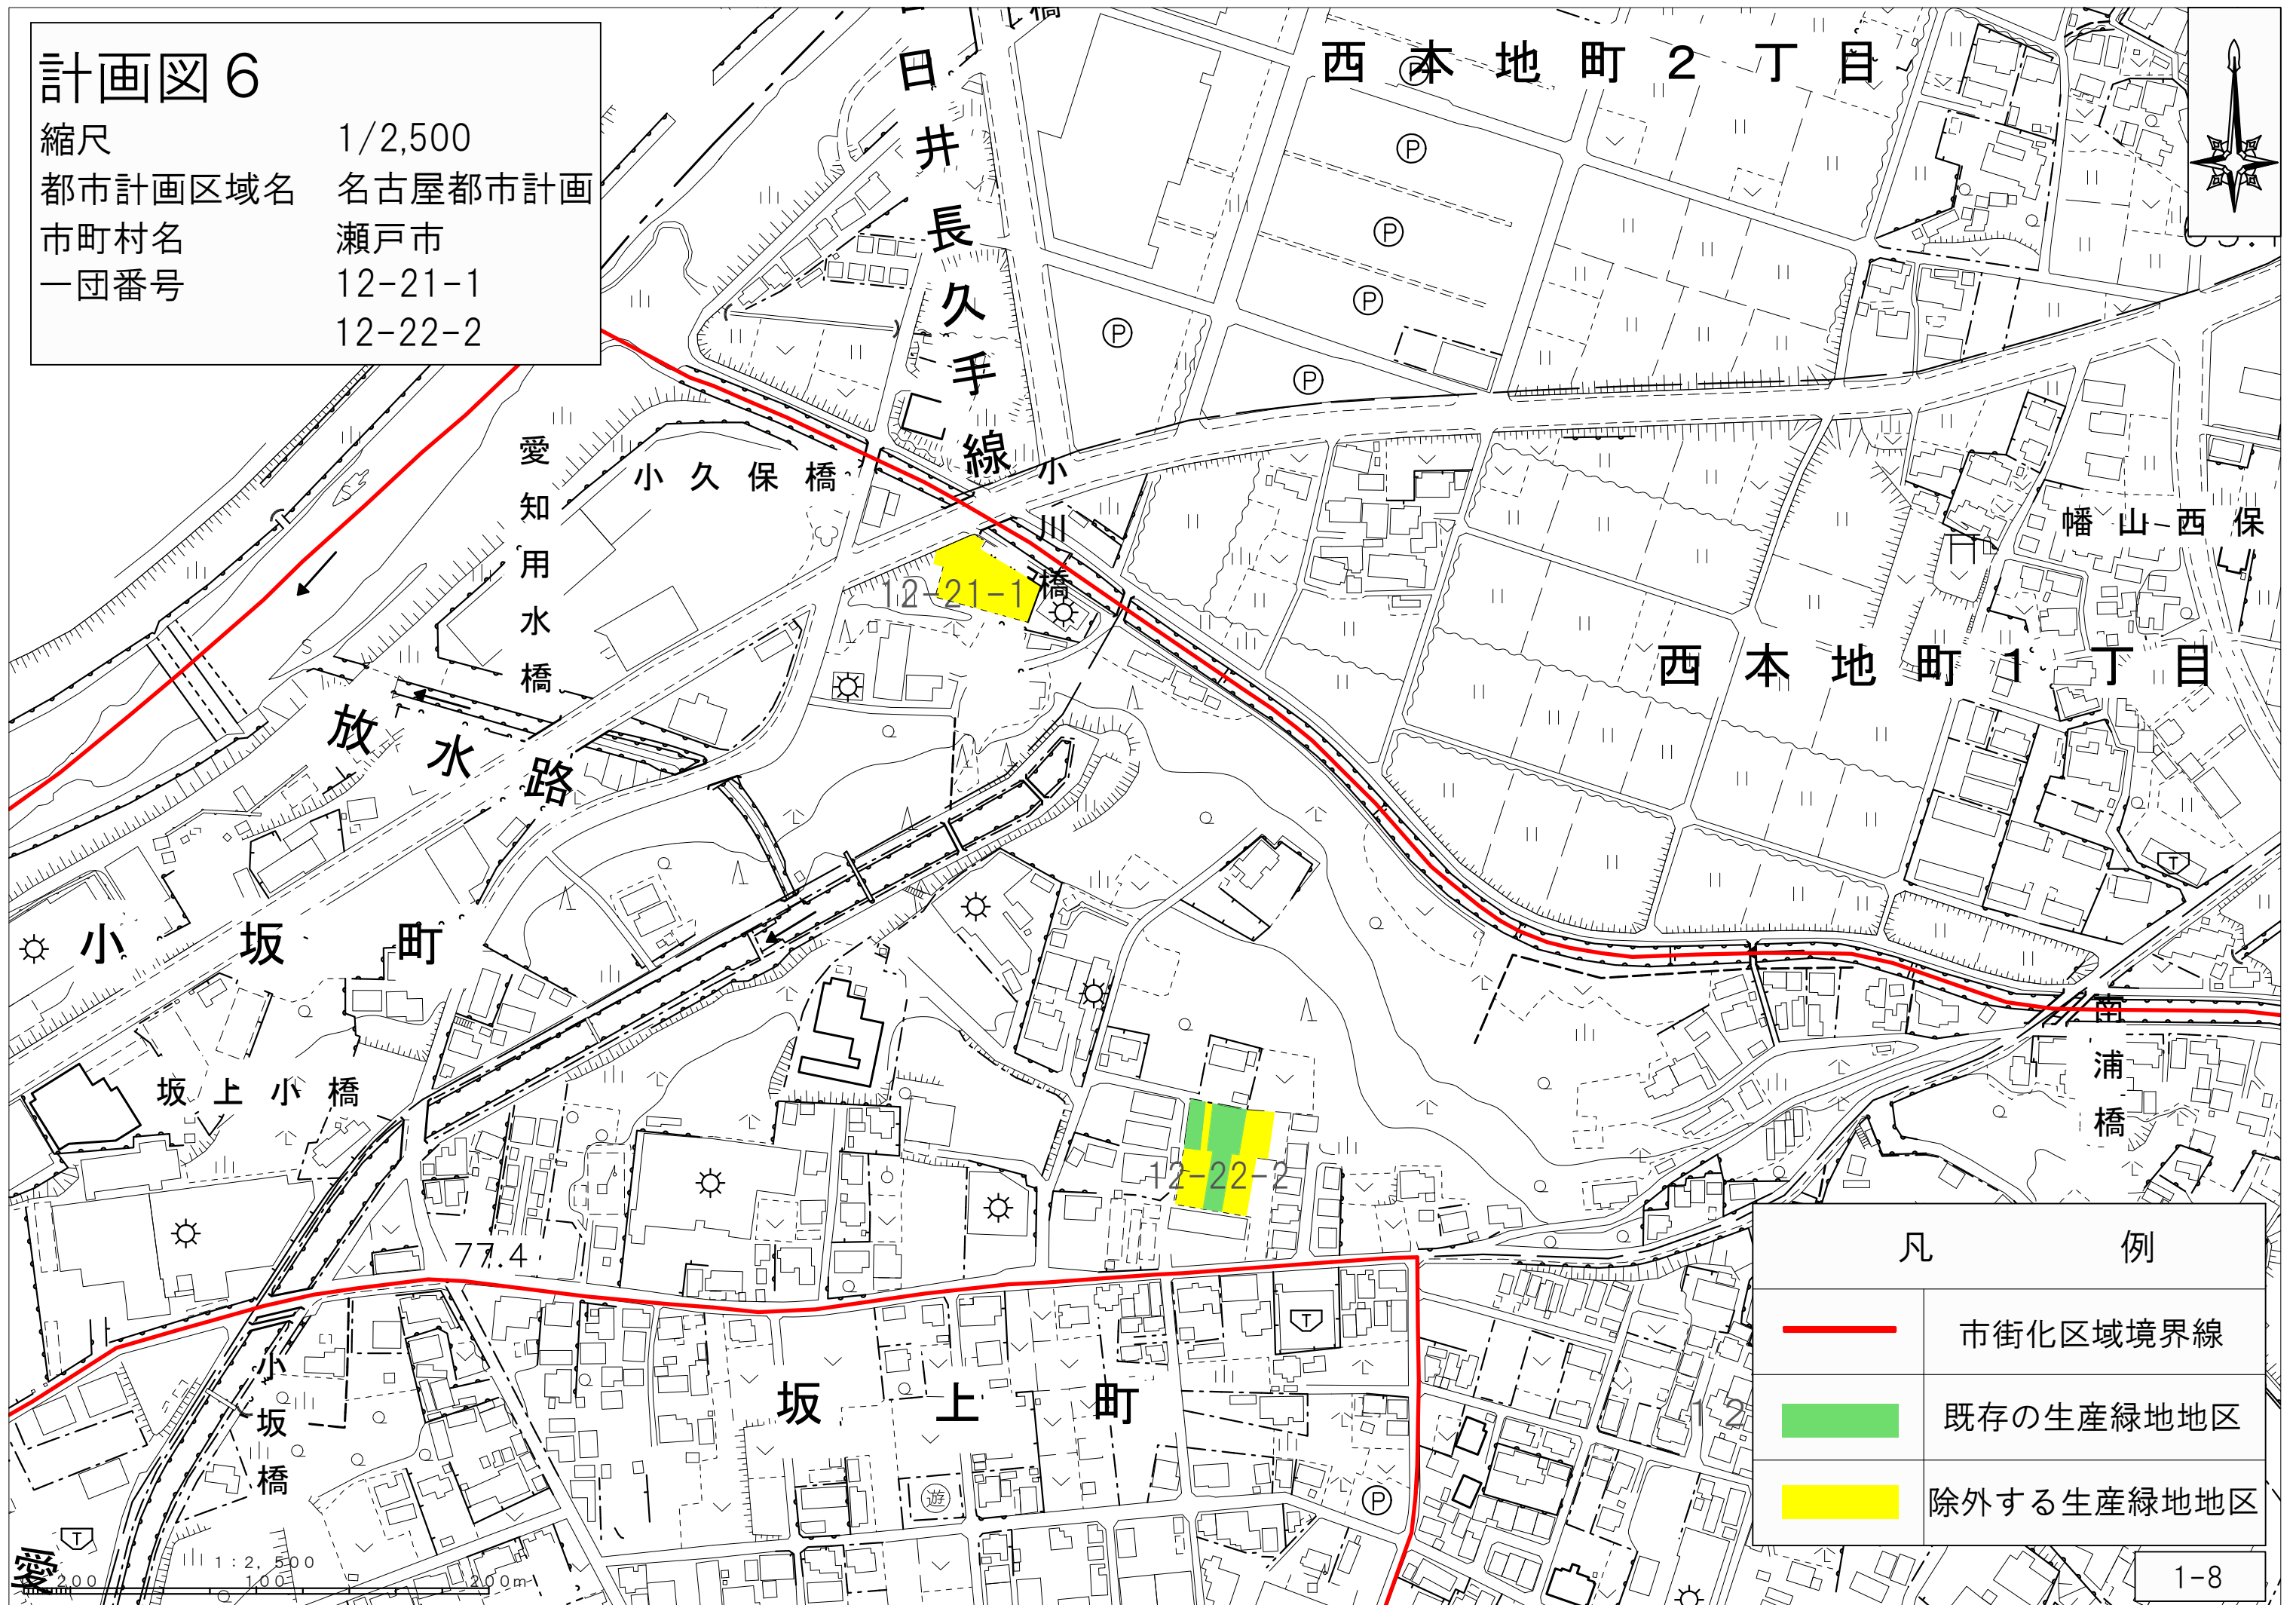 計画図6
縮尺 1/2,500
都市計画区域名 名古屋都市計画
市町村名 瀬戸市
一団番号 12-21-1
12-22-2
橋
日井長久手線
西本地町2丁目
P
P
P
P
P
P
P
愛知用水橋
小久保橋
小川橋
12-21-1
幡山西保
西本地町1丁目
放水路
小坂町
坂上小橋
南浦橋
12-22-2
77.4
T
T
小坂橋
坂上町
遊
P
12
T
愛
1:2,500
200 100 200m
凡例
市街化区域境界線
既存の生産緑地地区
除外する生産緑地地区
1-8